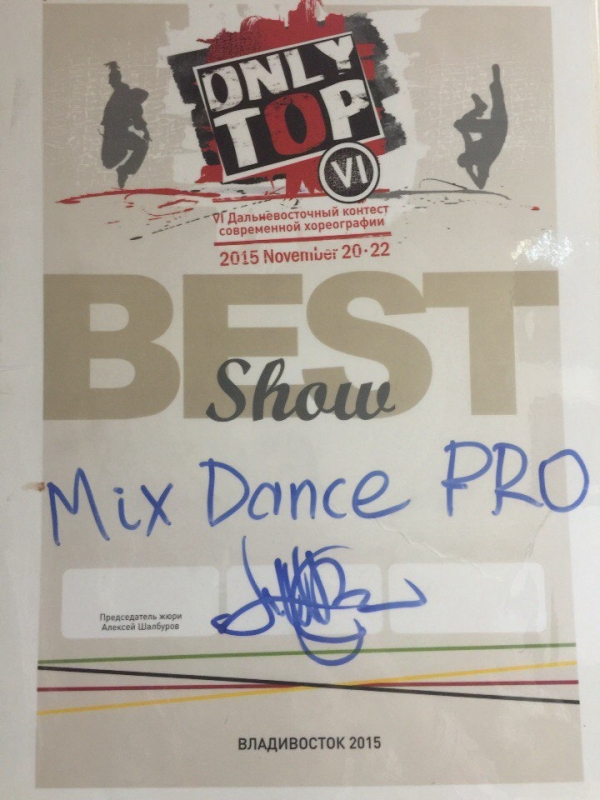 ONLY
TOP
VI
VI Дальневосточный контест
современной хореографии
2015 November 20-22
BEST
Show
Mix Dance PRO
Председатель жюри
Алексей Шалбуров
ВЛАДИВОСТОК 2015